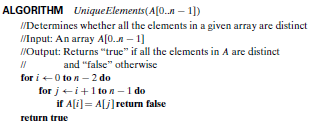 ALGORITHM UniqueElements(A[0..n − 1])
//Determines whether all the elements in a given array are distinct
//Input: An array A[0..n − 1]
//Output: Returns “true” if all the elements in A are distinct
// and “false” otherwise
for i ← 0 to n − 2 do
for j ← i + 1 to n − 1 do
if A[i] = A[j] return false
return true